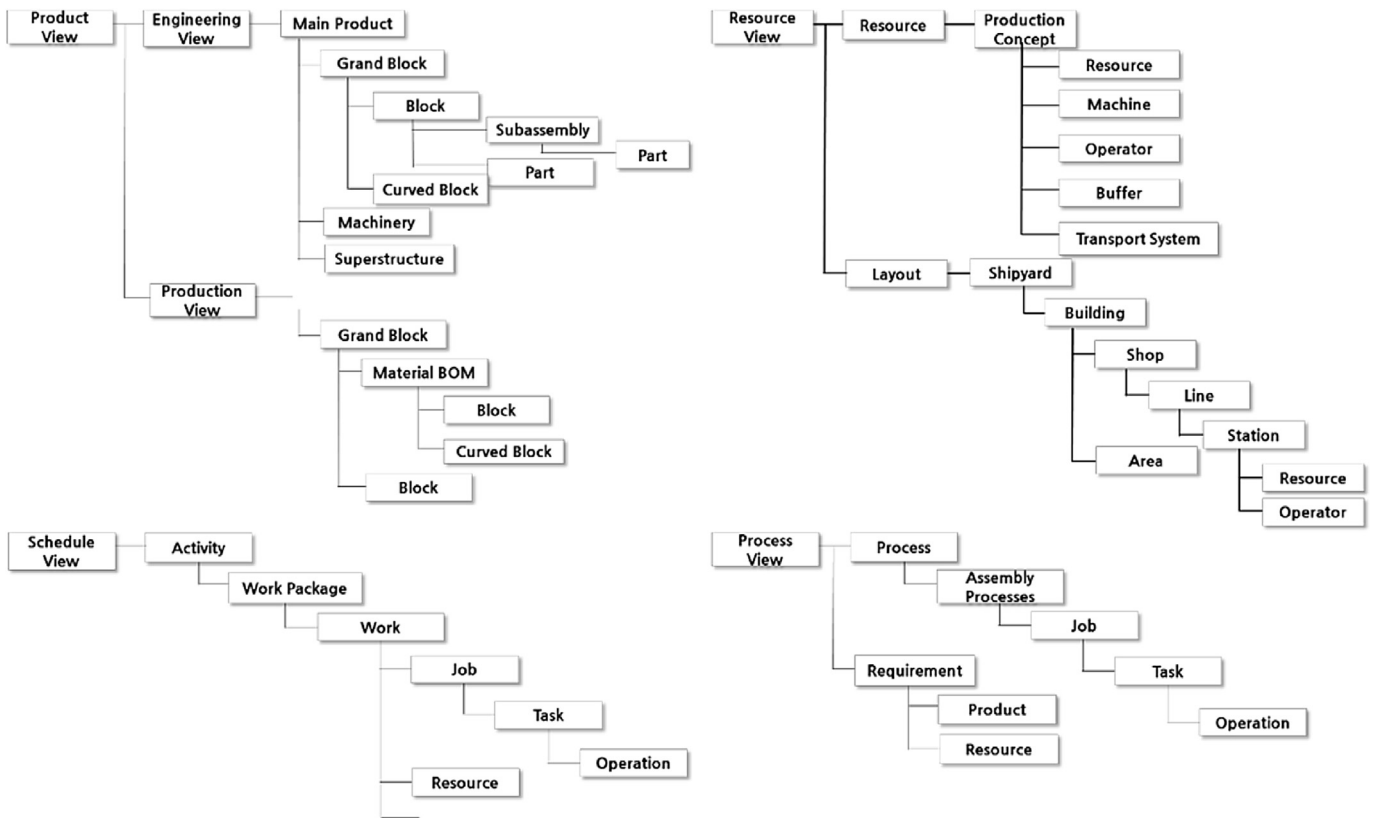 Product
View
Engineering
View
Main Product
Grand Block
Block
Subassembly
Part
Part
Curved Block
Machinery
Superstructure
Production
View
Grand Block
Material BOM
Block
Curved Block
Block
Resource
View
Resource
Production
Concept
Resource
Machine
Operator
Buffer
Transport System
Layout
Shipyard
Building
Shop
Line
Station
Area
Resource
Operator
Schedule
View
Activity
Work Package
Work
Job
Task
Operation
Resource
Process
View
Process
Assembly
Processes
Job
Task
Operation
Requirement
Product
Resource